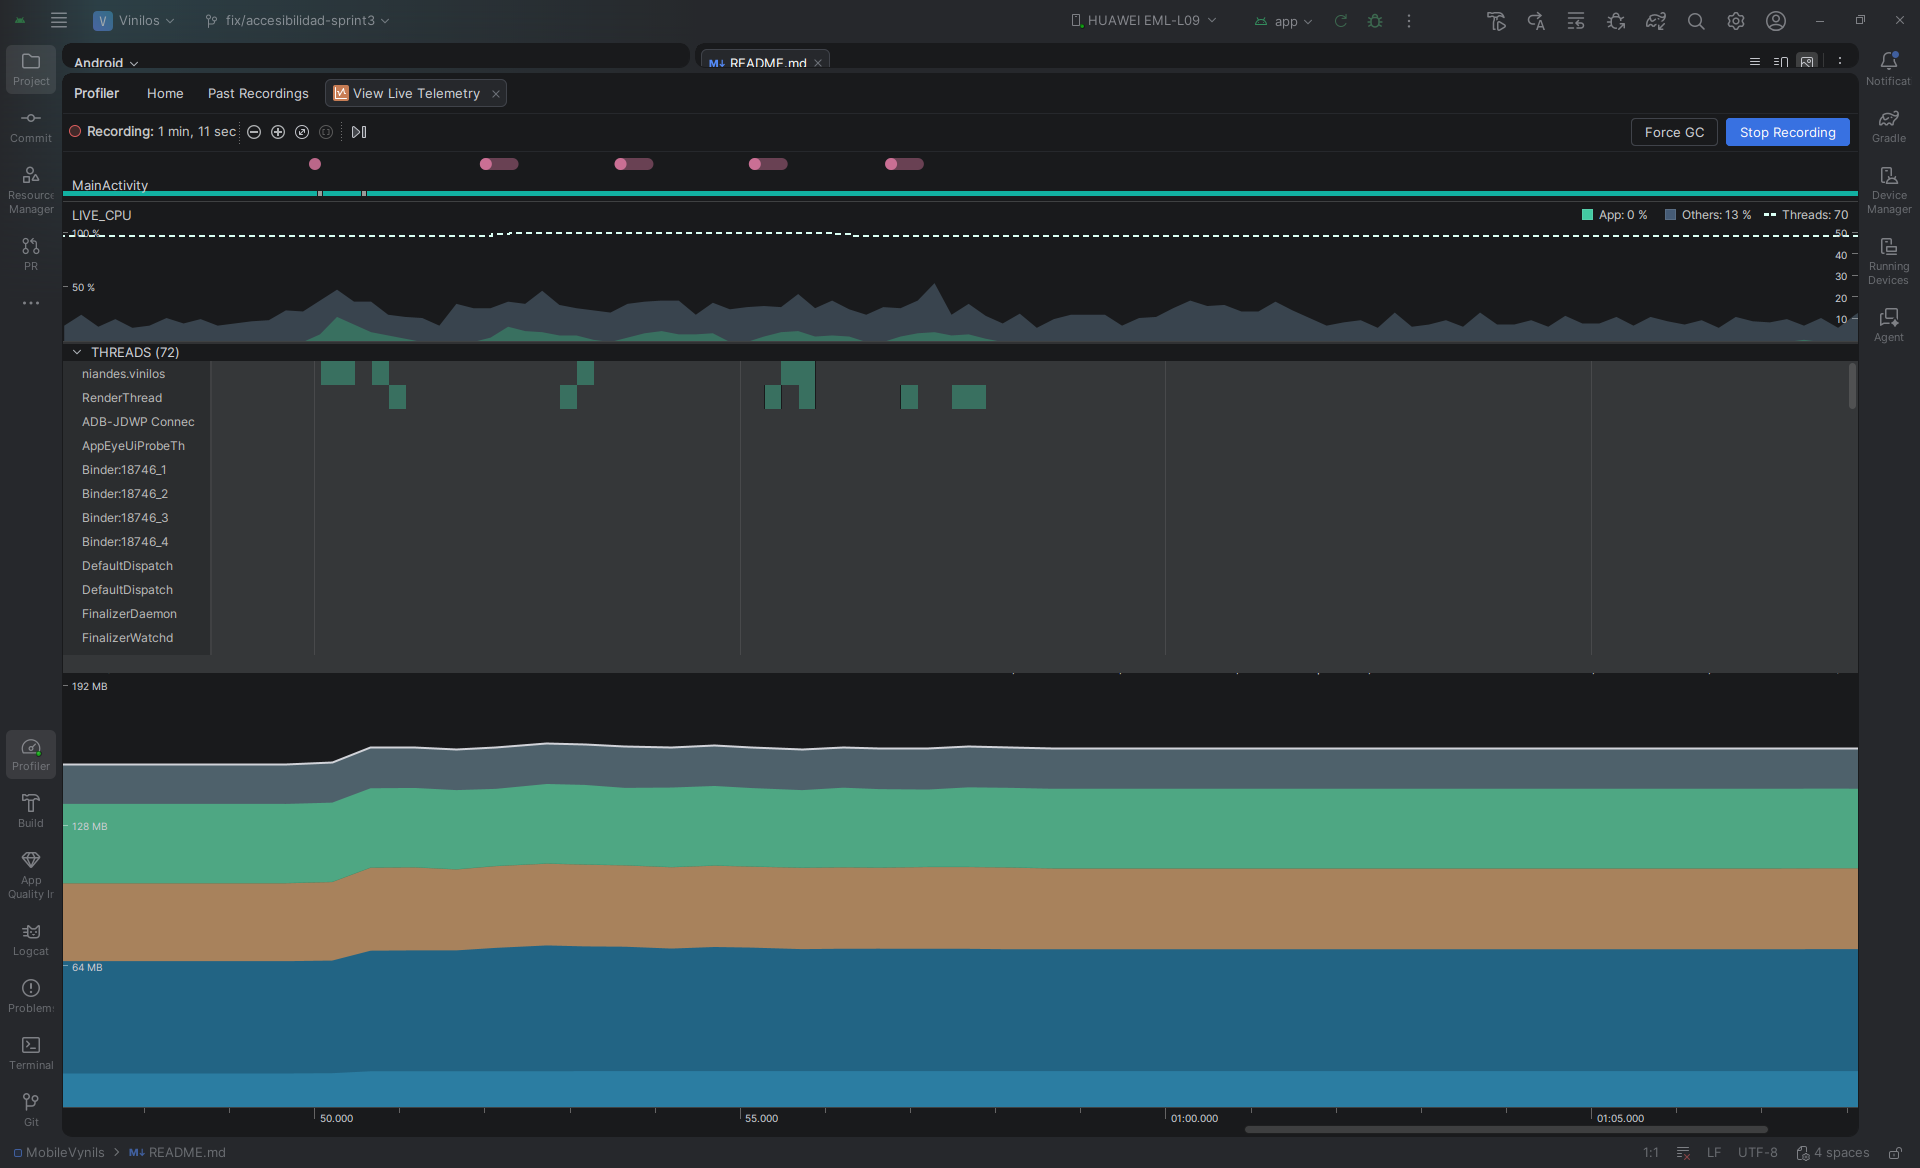 V Vinilos
fix/accesibilidad-sprint3
HUAWEI EML-L09
app
Project
Commit
Resource
Manager
PR
Android
README.md
Profiler
Home
Past Recordings
View Live Telemetry
Recording: 1 min, 11 sec
Force GC
Stop Recording
MainActivity
LIVE_CPU
App: 0 %
Others: 13 %
Threads: 70
100 %
50 %
50
40
30
20
10
THREADS (72)
niandes.vinilos
RenderThread
ADB-JDWP Connec
AppEyeUiProbeTh
Binder:18746_1
Binder:18746_2
Binder:18746_3
Binder:18746_4
DefaultDispatch
DefaultDispatch
FinalizerDaemon
FinalizerWatchd
192 MB
128 MB
64 MB
50.000
55.000
01:00.000
01:05.000
Notificat
Gradle
Device
Manager
Running
Devices
Agent
Profiler
Build
App
Quality Ir
Logcat
Problem
Terminal
Git
MobileVynils
README.md
1:1
LF
UTF-8
4 spaces